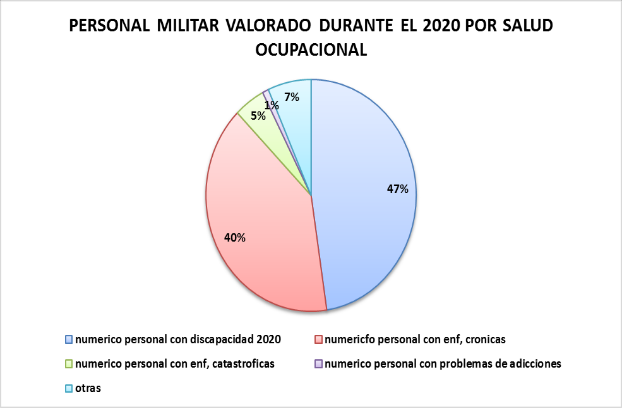 PERSONAL MILITAR VALORADO DURANTE EL 2020 POR SALUD
OCUPACIONAL
7%
1%
5%
47%
40%
numerico personal con discapacidad 2020
numericfo personal con enf, cronicas
numerico personal con enf, catastroficas
numerico personal con problemas de adicciones
otras